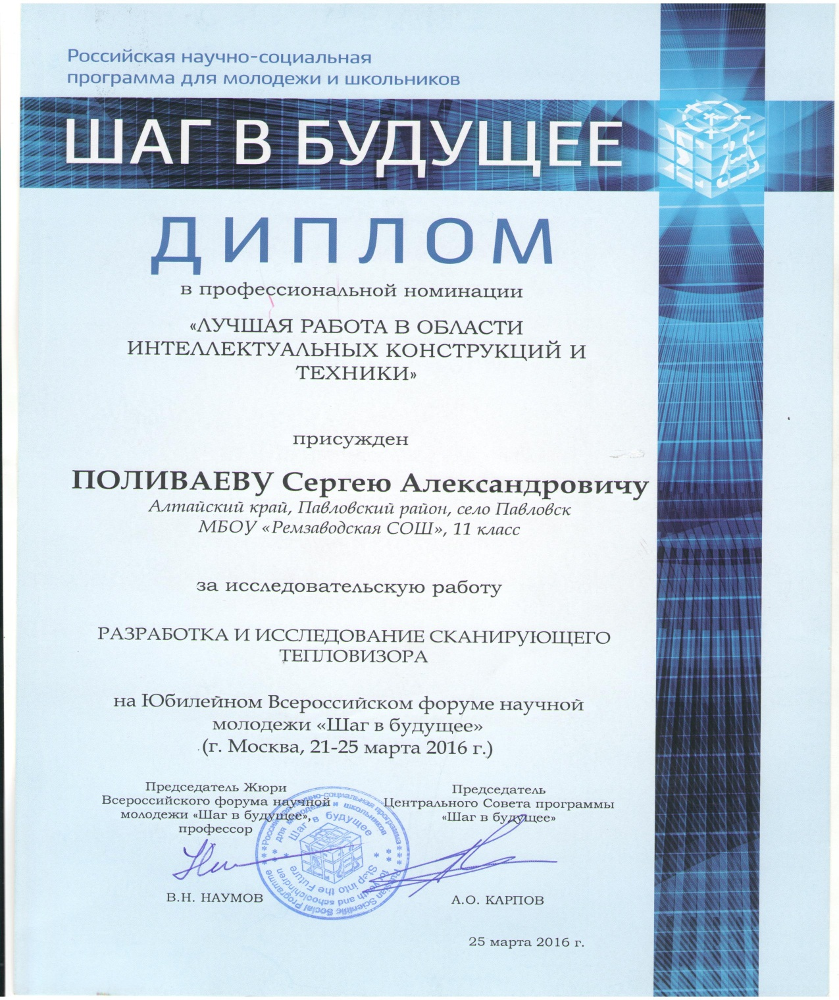 Российская научно-социальная
программа для молодежи и школьников
ШАГ В БУДУЩЕЕ
ДИПЛОМ
в профессиональной номинации
«ЛУЧШАЯ РАБОТА В ОБЛАСТИ
ИНТЕЛЛЕКТУАЛЬНЫХ КОНСТРУКЦИЙ И
ТЕХНИКИ»
присужден
ПОЛИВАЕВУ Сергею Александровичу
Алтайский край, Павловский район, село Павловск
МБОУ «Ремзаводская СОШ», 11 класс
за исследовательскую работу
РАЗРАБОТКА И ИССЛЕДОВАНИЕ СКАНИРУЮЩЕГО
ТЕПЛОВИЗОРА
на Юбилейном Всероссийском форуме научной
молодежи «Шаг в будущее»
(г. Москва, 21-25 марта 2016 г.)
Председатель Жюри
Всероссийского форума научной
молодежи «Шаг в будущее»,
профессор
В.Н. НАУМОВ
Председатель
Центрального Совета программы
«Шаг в будущее»
А.О. КАРПОВ
Российская научно-социальная программа
для молодежи и школьников
Шаг в будущее
Step into the Future
for youth and schoolchildren
Russian Scientific Social Programme
25 марта 2016 г.